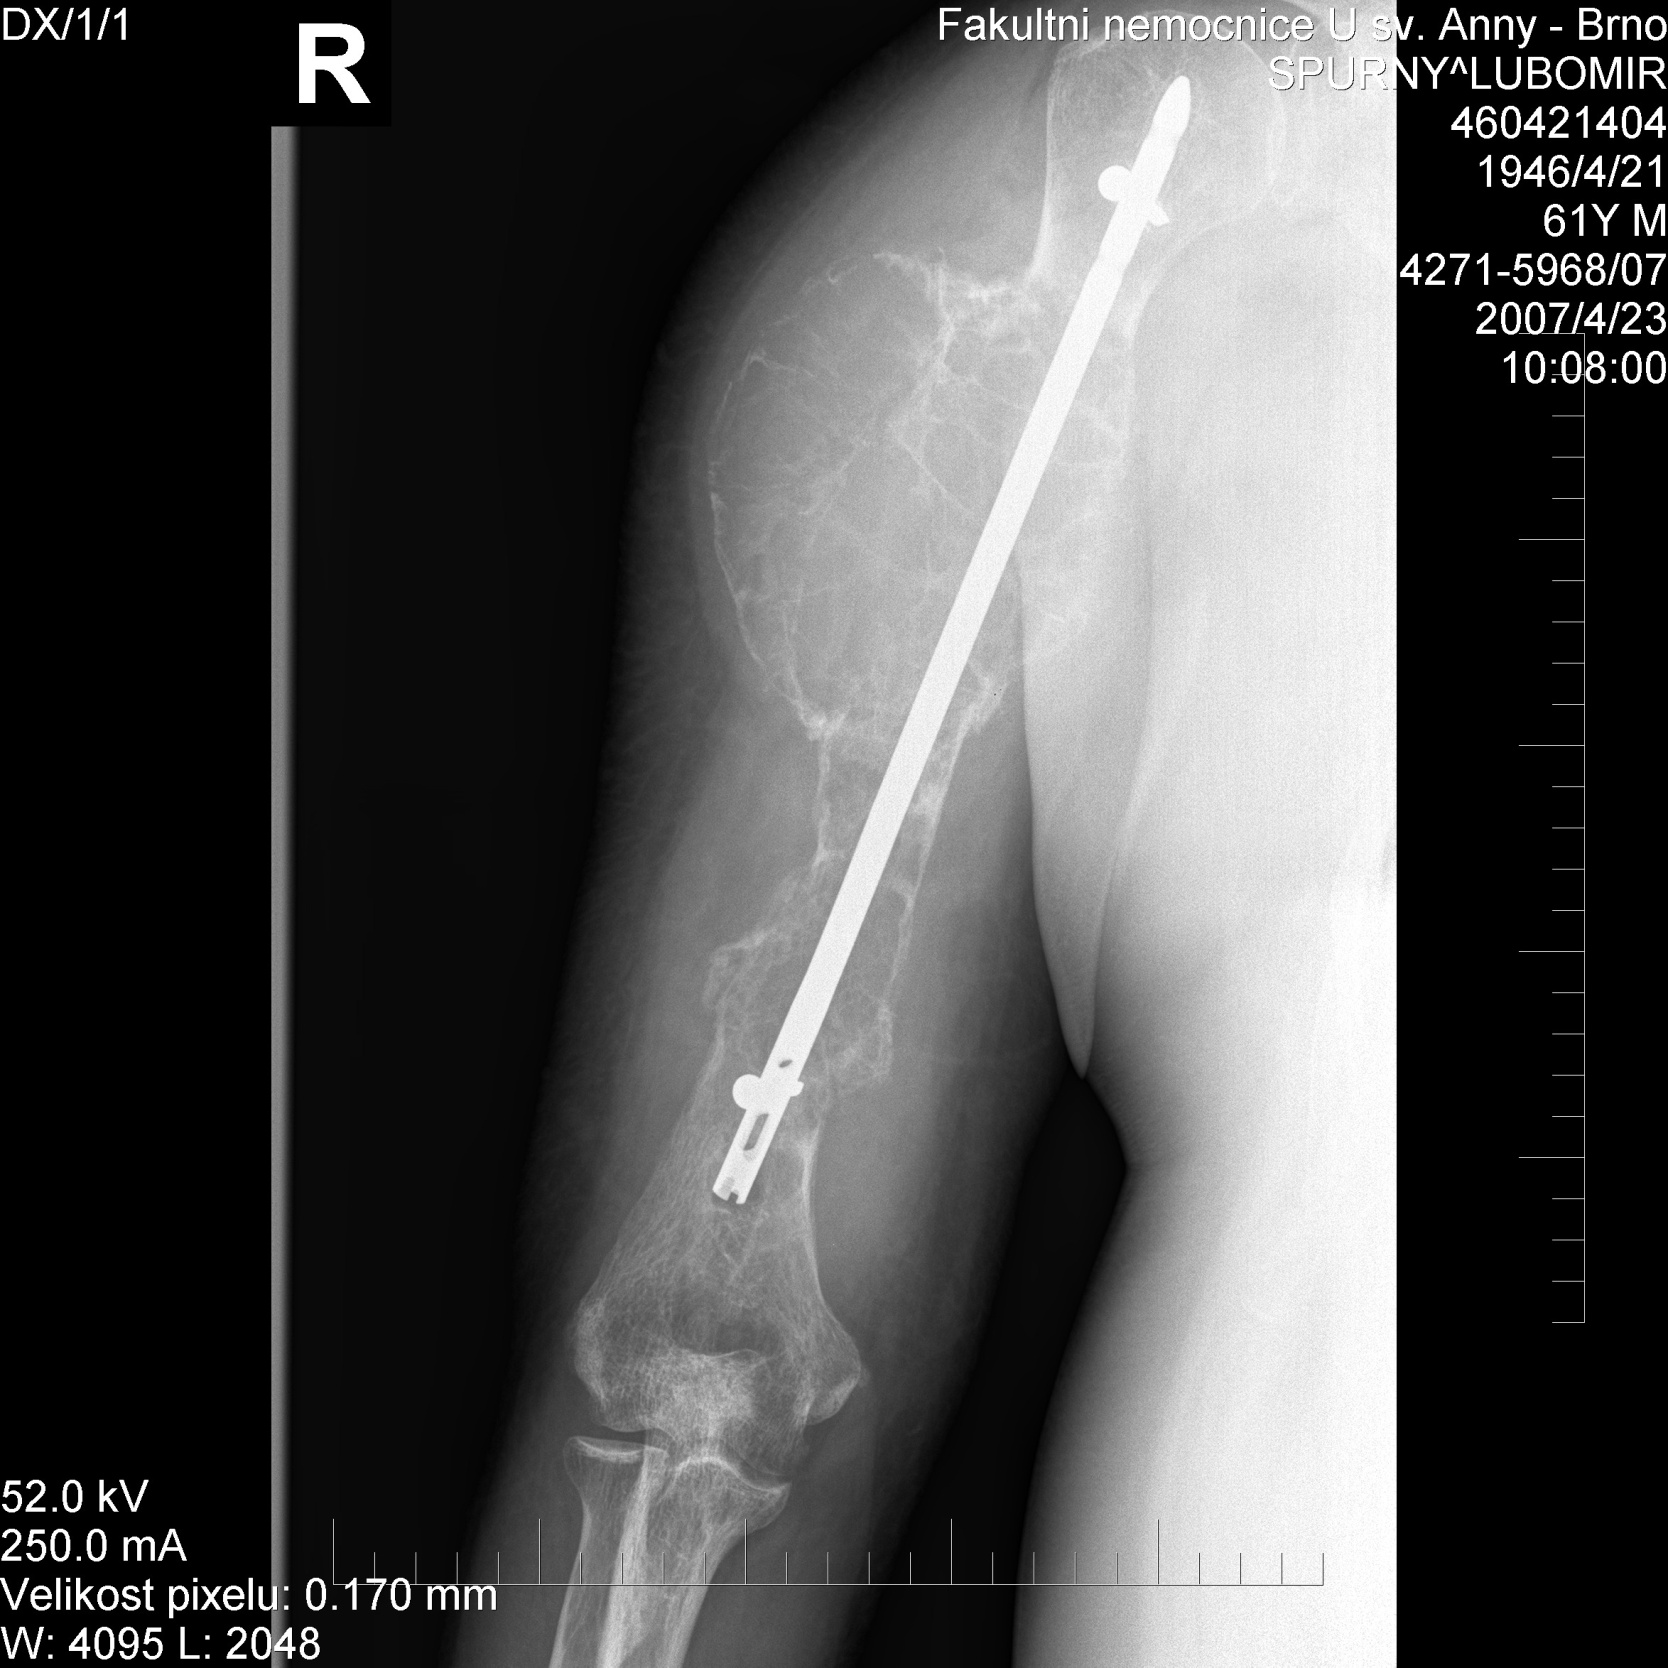 DX/1/1
R
Fakultni nemocnice U sv. Anny - Brno
SPURNY^LUBOMIR
460421404
1946/4/21
61Y M
4271-5968/07
2007/4/23
10:08:00
52.0 kV
250.0 mA
Velikost pixelu: 0.170 mm
W: 4095 L: 2048